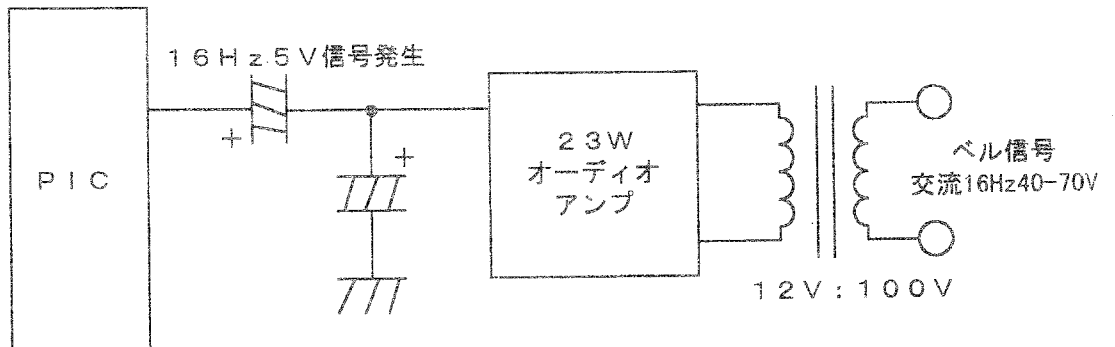 １６Ｈｚ５Ｖ信号発生
＋
ＰＩＣ
＋
２３Ｗ
オーディオ
アンプ
ベル信号
交流16Hz40-70V
１２Ｖ：１００Ｖ